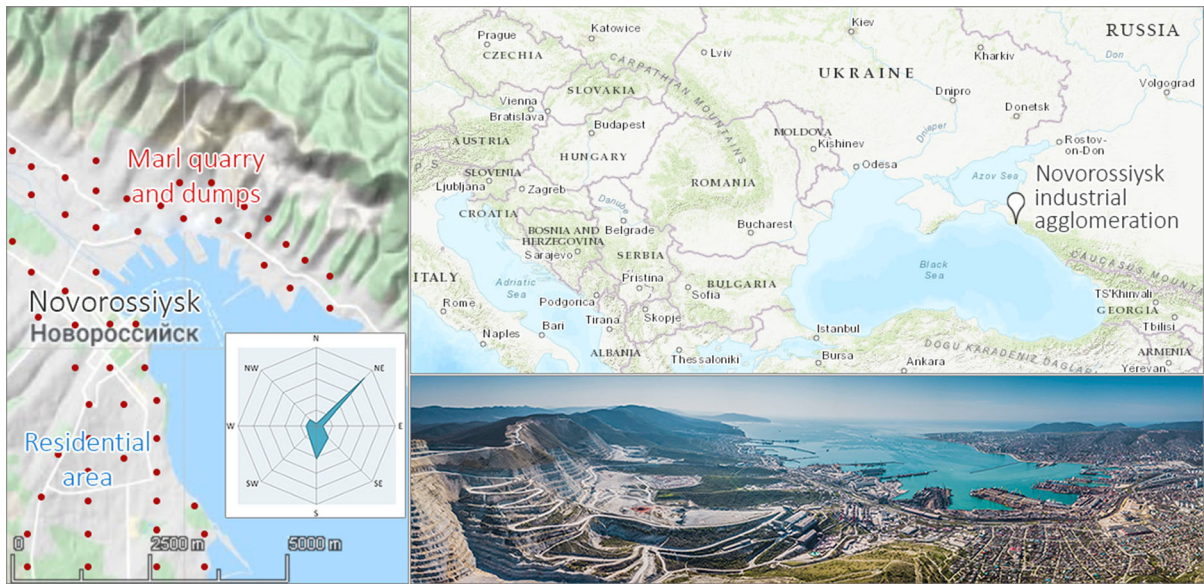 Marl quarry
and dumps
Novorossiysk
Новороссийск
Residential
area
0
2500 m
5000 m
N
NW
NE
W
E
SW
SE
S
Prague
CZECHIA
Katowice
Lviv
Kiev
RUSSIA
Kharkiv
Don
Volgograd
CARPATHIAN MOUNTAINS
UKRAINE
SLOVAKIA
Vienna
Bratislava
Dnipro
Donetsk
Dnieper
Budapest
AUSTRIA
MOLDOVA
Kishinev
Rostov-
on-Don
HUNGARY
Odesa
S
SLOVENIA
Ljubljana
Zagreb
ROMANIA
Azov Sea
Novorossiysk
industrial
agglomeration
CROATIA
Danube
Bucharest
BOSNIA AND
HERZEGOVINA
Belgrade
Sarajevo
SERBIA
Black
Sea
CAUCASUS MOUNT
ITALY
Adriatic
Sea
Pristina
Podgorica
Sofia
BULGARIA
TS'Khinvali
GEORGIA
Rome
Skopje
Tirana
Istanbul
Tbilisi
Naples
Bari
ALBANIA
Thessaloniki
Bursa
Ankara
DOGU KARADENIZ DAGLAR
ARMENIA
Yerevan